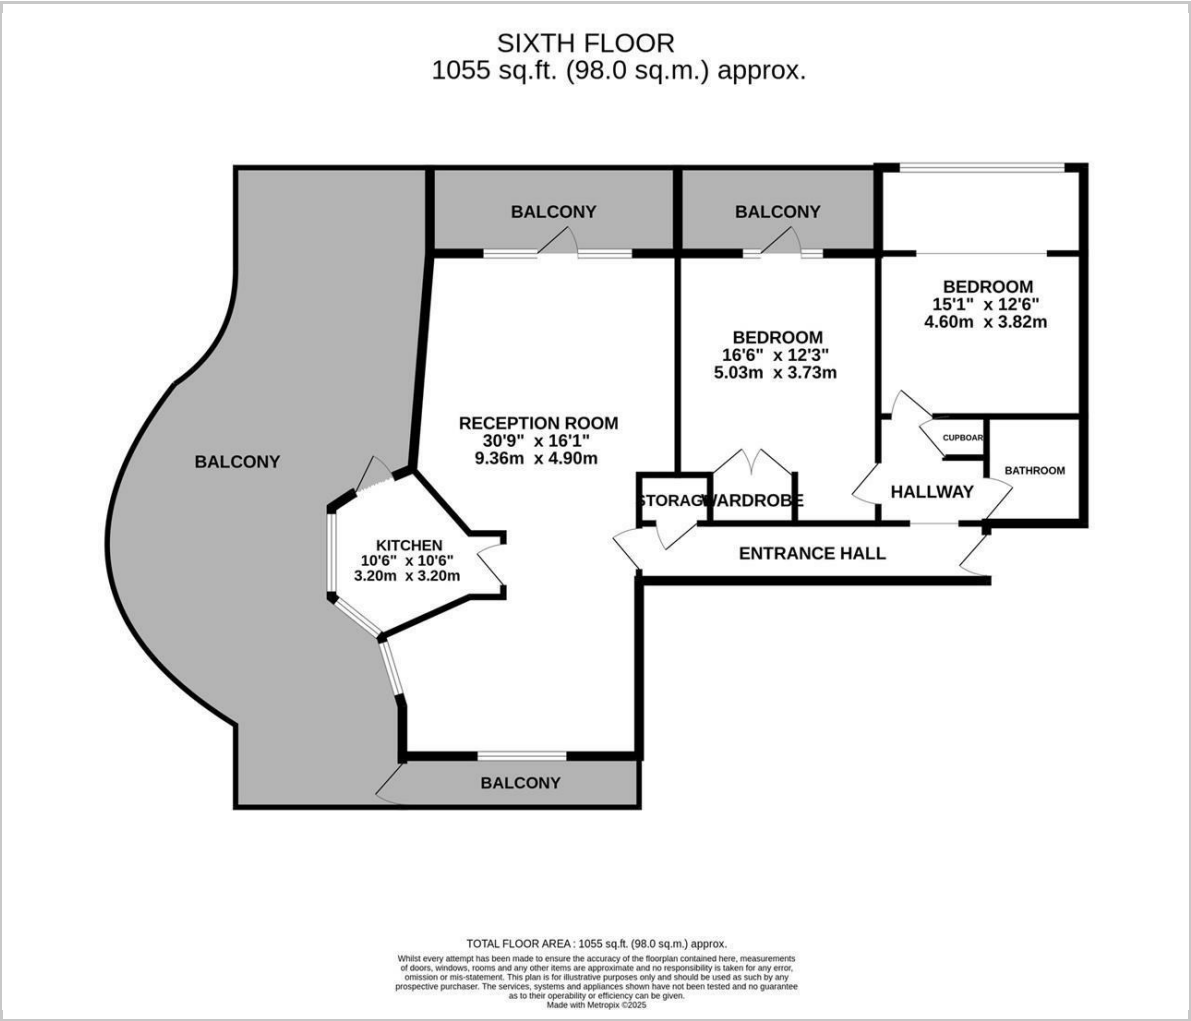 SIXTH FLOOR
1055 sq.ft. (98.0 sq.m.) approx.
BALCONY
BALCONY
BEDROOM
15'1" x 12'6"
4.60m x 3.82m
BEDROOM
16'6" x 12'3"
5.03m x 3.73m
RECEPTION ROOM
30'9" x 16'1"
9.36m x 4.90m
CUPBOAR
BALCONY
BATHROOM
HALLWAY
STORAG
WARDROBE
KITCHEN
10'6" x 10'6"
3.20m x 3.20m
ENTRANCE HALL
BALCONY
TOTAL FLOOR AREA : 1055 sq.ft. (98.0 sq.m.) approx.
Whilst every attempt has been made to ensure the accuracy of the floorplan contained here, measurements
of doors, windows, rooms and any other items are approximate and no responsibility is taken for any error,
omission or mis-statement. This plan is for illustrative purposes only and should be used as such by any
prospective purchaser. The services, systems and appliances shown have not been tested and no guarantee
as to their operability or efficiency can be given.
Made with Metropix ©2025